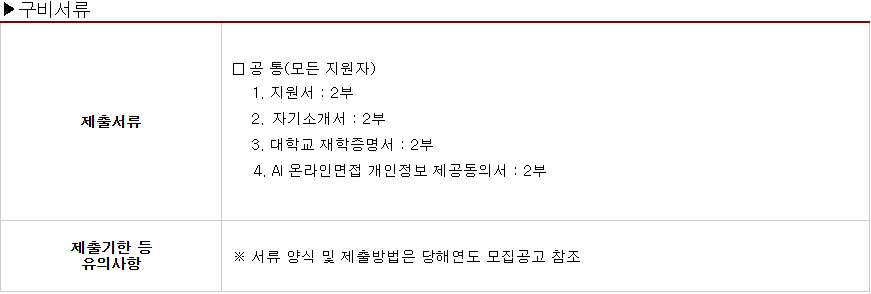 ▶구비서류
제출서류
□ 공 통(모든 지원자)
1. 지원서 : 2부
2. 자기소개서 : 2부
3. 대학교 재학증명서 : 2부
4. AI 온라인면접 개인정보 제공동의서 : 2부
제출기한 등
유의사항
※ 서류 양식 및 제출방법은 당해연도 모집공고 참조